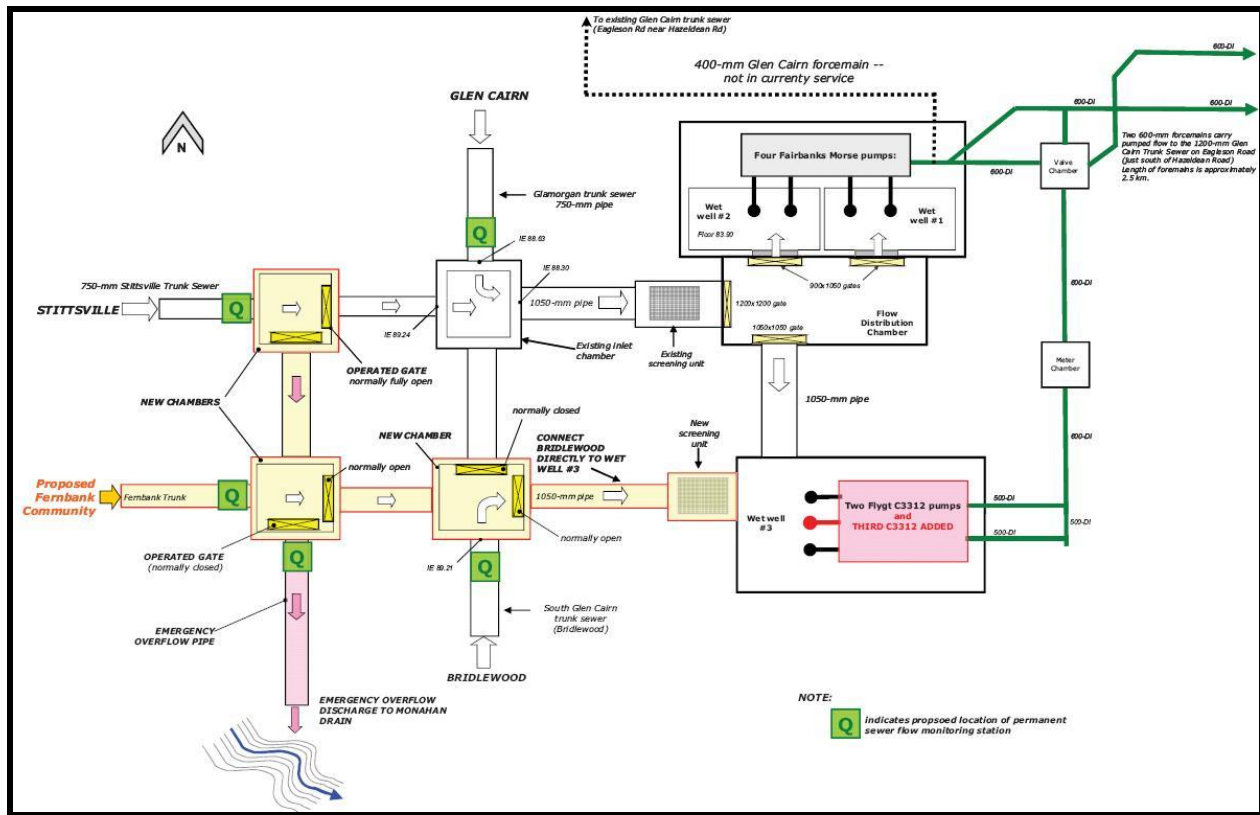 To existing Glen Cairn trunk sewer
(Eagleson Rd near Hazeldean Rd)
400-mm Glen Cairn forcemain --
not in currenty service
600-DI
600-DI
600-DI
GLEN CAIRN
N
Two 600-mm forcemains carry
pumped flow to the 1200-mm Glen
Cairn Trunk Sewer on Eagleson Road
(just south of Hazeldean Road)
Length of foremains is approximately
2.5 km.
Four Fairbanks Morse pumps:
600-DI
Valve
Chamber
Glamorgan trunk sewer
750-mm pipe
Wet
well #2
Floor 83.90
Wet
well #1
Q
IE 88.63
IE 88.30
750-mm Stittsville Trunk Sewer
STITTSVILLE
Q
1050-mm pipe
900x1050 gates
600-DI
1200x1200 gate
IE 89.24
Flow
Distribution
Chamber
1050x1050 gate
Existing inlet
chamber
Existing
screening unit
Meter
Chamber
OPERATED GATE
normally fully open
NEW CHAMBERS
1050-mm pipe
normally closed
NEW CHAMBER
CONNECT
BRIDLEWOOD
DIRECTLY TO WET
WELL #3
New
screening
unit
600-DI
normally open
Proposed
Fernbank
Community
Fernbank Trunk
Q
1050-mm pipe
Two Flygt C3312 pumps
and
THIRD C3312 ADDED
500-DI
Wet well
#3
500-DI
500-DI
normally open
OPERATED GATE
(normally closed)
Q
IE 89.21
Q
South Glen Cairn
trunk sewer
(Bridlewood)
EMERGENCY
OVERFLOW PIPE
BRIDLEWOOD
EMERGENCY OVERFLOW
DISCHARGE TO MONAHAN
DRAIN
NOTE:
Q
indicates propsoed location of permanent
sewer flow monitoring station